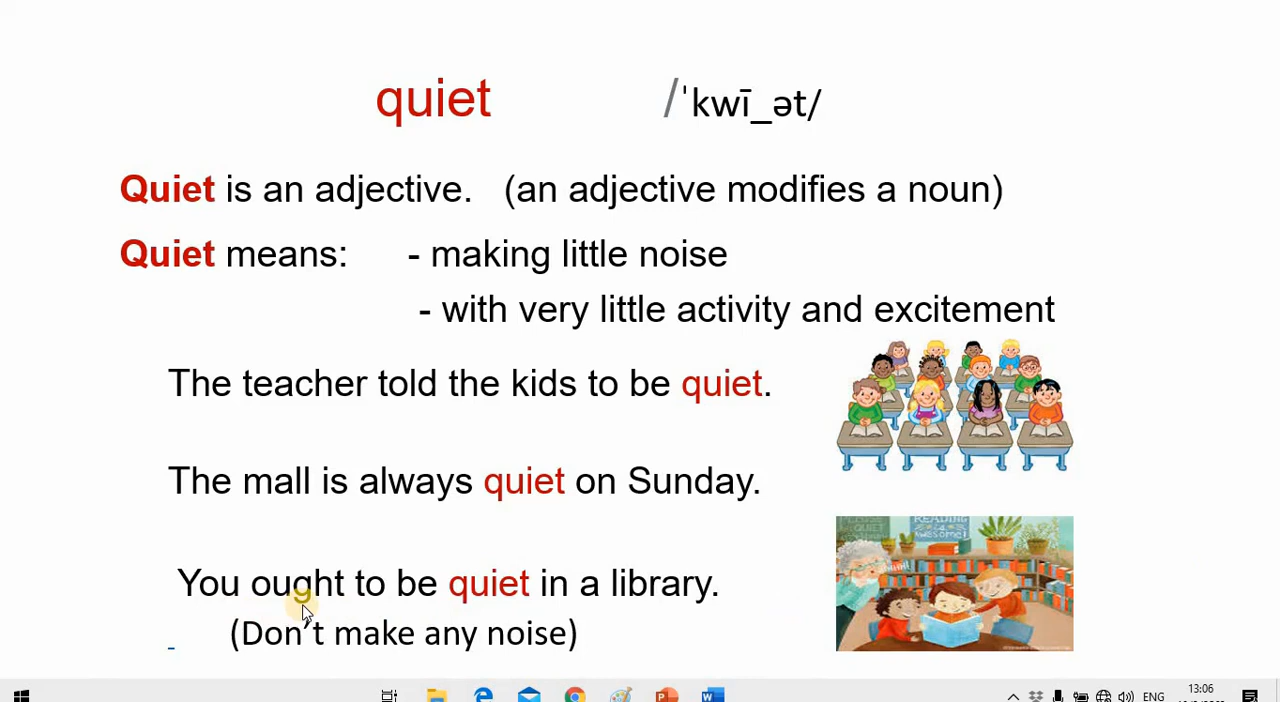 quiet /ˈkwī_ət/
Quiet is an adjective. (an adjective modifies a noun)
Quiet means: - making little noise
- with very little activity and excitement
The teacher told the kids to be quiet.
The mall is always quiet on Sunday.
READING
AWESOME!
You ought to be quiet in a library.
(Don't make any noise)
ENG
13:06